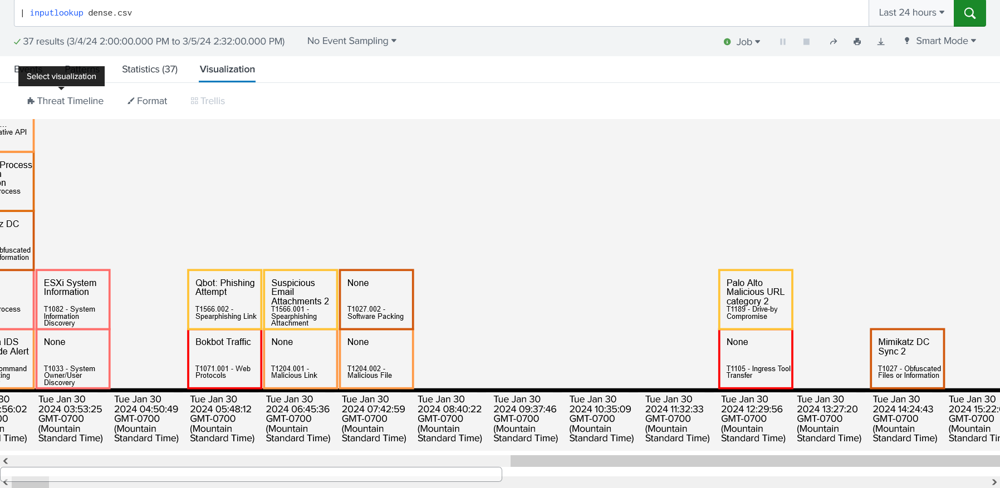 | inputlookup dense.csv
Last 24 hours
37 results (3/4/24 2:00:00.000 PM to 3/5/24 2:32:00.000 PM)
No Event Sampling
Job
Smart Mode
Events
Patterns
Statistics (37)
Visualization
Select visualization
Threat Timeline
Format
Trellis
...
ative API
Process
n
on
rocess
z DC
bfuscated
formation
rocess
IDS
de Alert
ommand
ting
ESXi System
Information
T1082 - System
Information
Discovery
None
T1033 - System
Owner/User
Discovery
Qbot: Phishing
Attempt
T1566.002 -
Spearphishing Link
Bokbot Traffic
T1071.001 - Web
Protocols
Suspicious
Email
Attachments 2
T1566.001 -
Spearphishing
Attachment
None
T1204.001 -
Malicious Link
None
T1027.002 -
Software Packing
None
T1204.002 -
Malicious File
Palo Alto
Malicious URL
category 2
T1189 - Drive-by
Compromise
None
T1105 - Ingress Tool
Transfer
Mimikatz DC
Sync 2
T1027 - Obfuscated
Files or Information
30
:56:02
00
n
Time)
Tue Jan 30
2024 03:53:25
GMT-0700
(Mountain
Standard Time)
Tue Jan 30
2024 04:50:49
GMT-0700
(Mountain
Standard Time)
Tue Jan 30
2024 05:48:12
GMT-0700
(Mountain
Standard Time)
Tue Jan 30
2024 06:45:36
GMT-0700
(Mountain
Standard Time)
Tue Jan 30
2024 07:42:59
GMT-0700
(Mountain
Standard Time)
Tue Jan 30
2024 08:40:22
GMT-0700
(Mountain
Standard Time)
Tue Jan 30
2024 09:37:46
GMT-0700
(Mountain
Standard Time)
Tue Jan 30
2024 10:35:09
GMT-0700
(Mountain
Standard Time)
Tue Jan 30
2024 11:32:33
GMT-0700
(Mountain
Standard Time)
Tue Jan 30
2024 12:29:56
GMT-0700
(Mountain
Standard Time)
Tue Jan 30
2024 13:27:20
GMT-0700
(Mountain
Standard Time)
Tue Jan 30
2024 14:24:43
GMT-0700
(Mountain
Standard Time)
Tue Jan 30
2024 15:22:
GMT-0700
(Mountain
Standard Ti